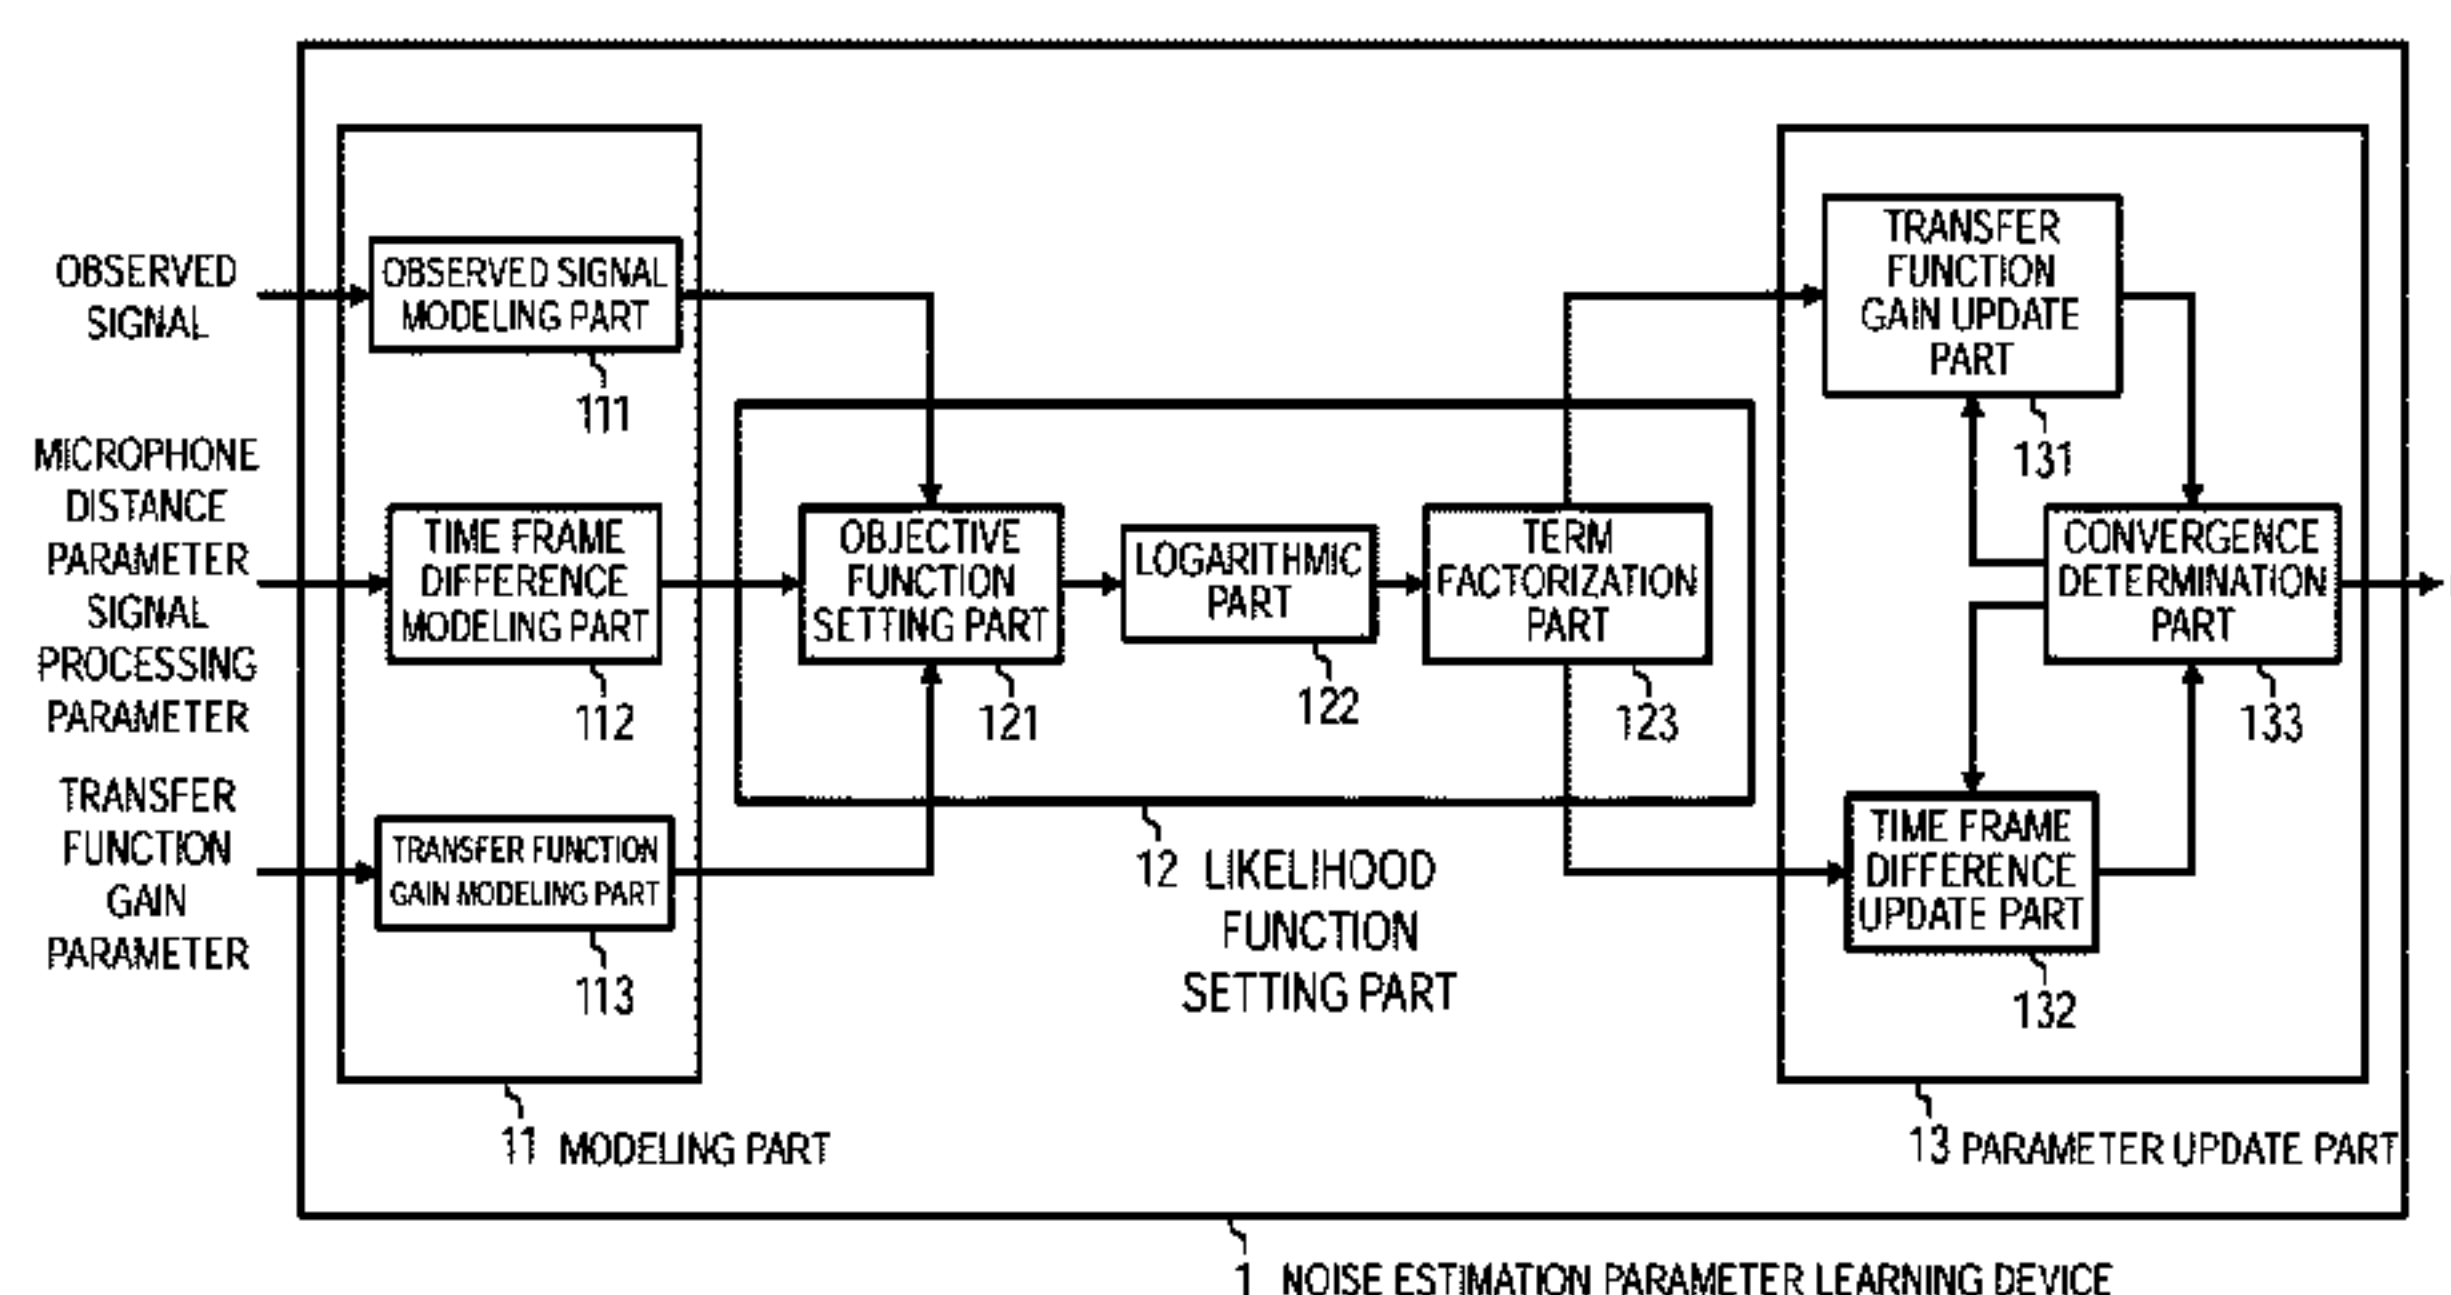 OBSERVED
SIGNAL
MICROPHONE
DISTANCE
PARAMETER
SIGNAL
PROCESSING
PARAMETER
TRANSFER
FUNCTION
GAIN
PARAMETER
OBSERVED SIGNAL
MODELING PART
111
TIME FRAME
DIFFERENCE
MODELING PART
112
TRANSFER FUNCTION
GAIN MODELING PART
113
11 MODELING PART
OBJECTIVE
FUNCTION
SETTING PART
121
LOGARITHMIC
PART
122
TERM
FACTORIZATION
PART
123
12 LIKELIHOOD
FUNCTION
SETTING PART
TRANSFER
FUNCTION
GAIN UPDATE
PART
131
CONVERGENCE
DETERMINATION
PART
133
TIME FRAME
DIFFERENCE
UPDATE PART
132
13 PARAMETER UPDATE PART
1 NOISE ESTIMATION PARAMETER LEARNING DEVICE